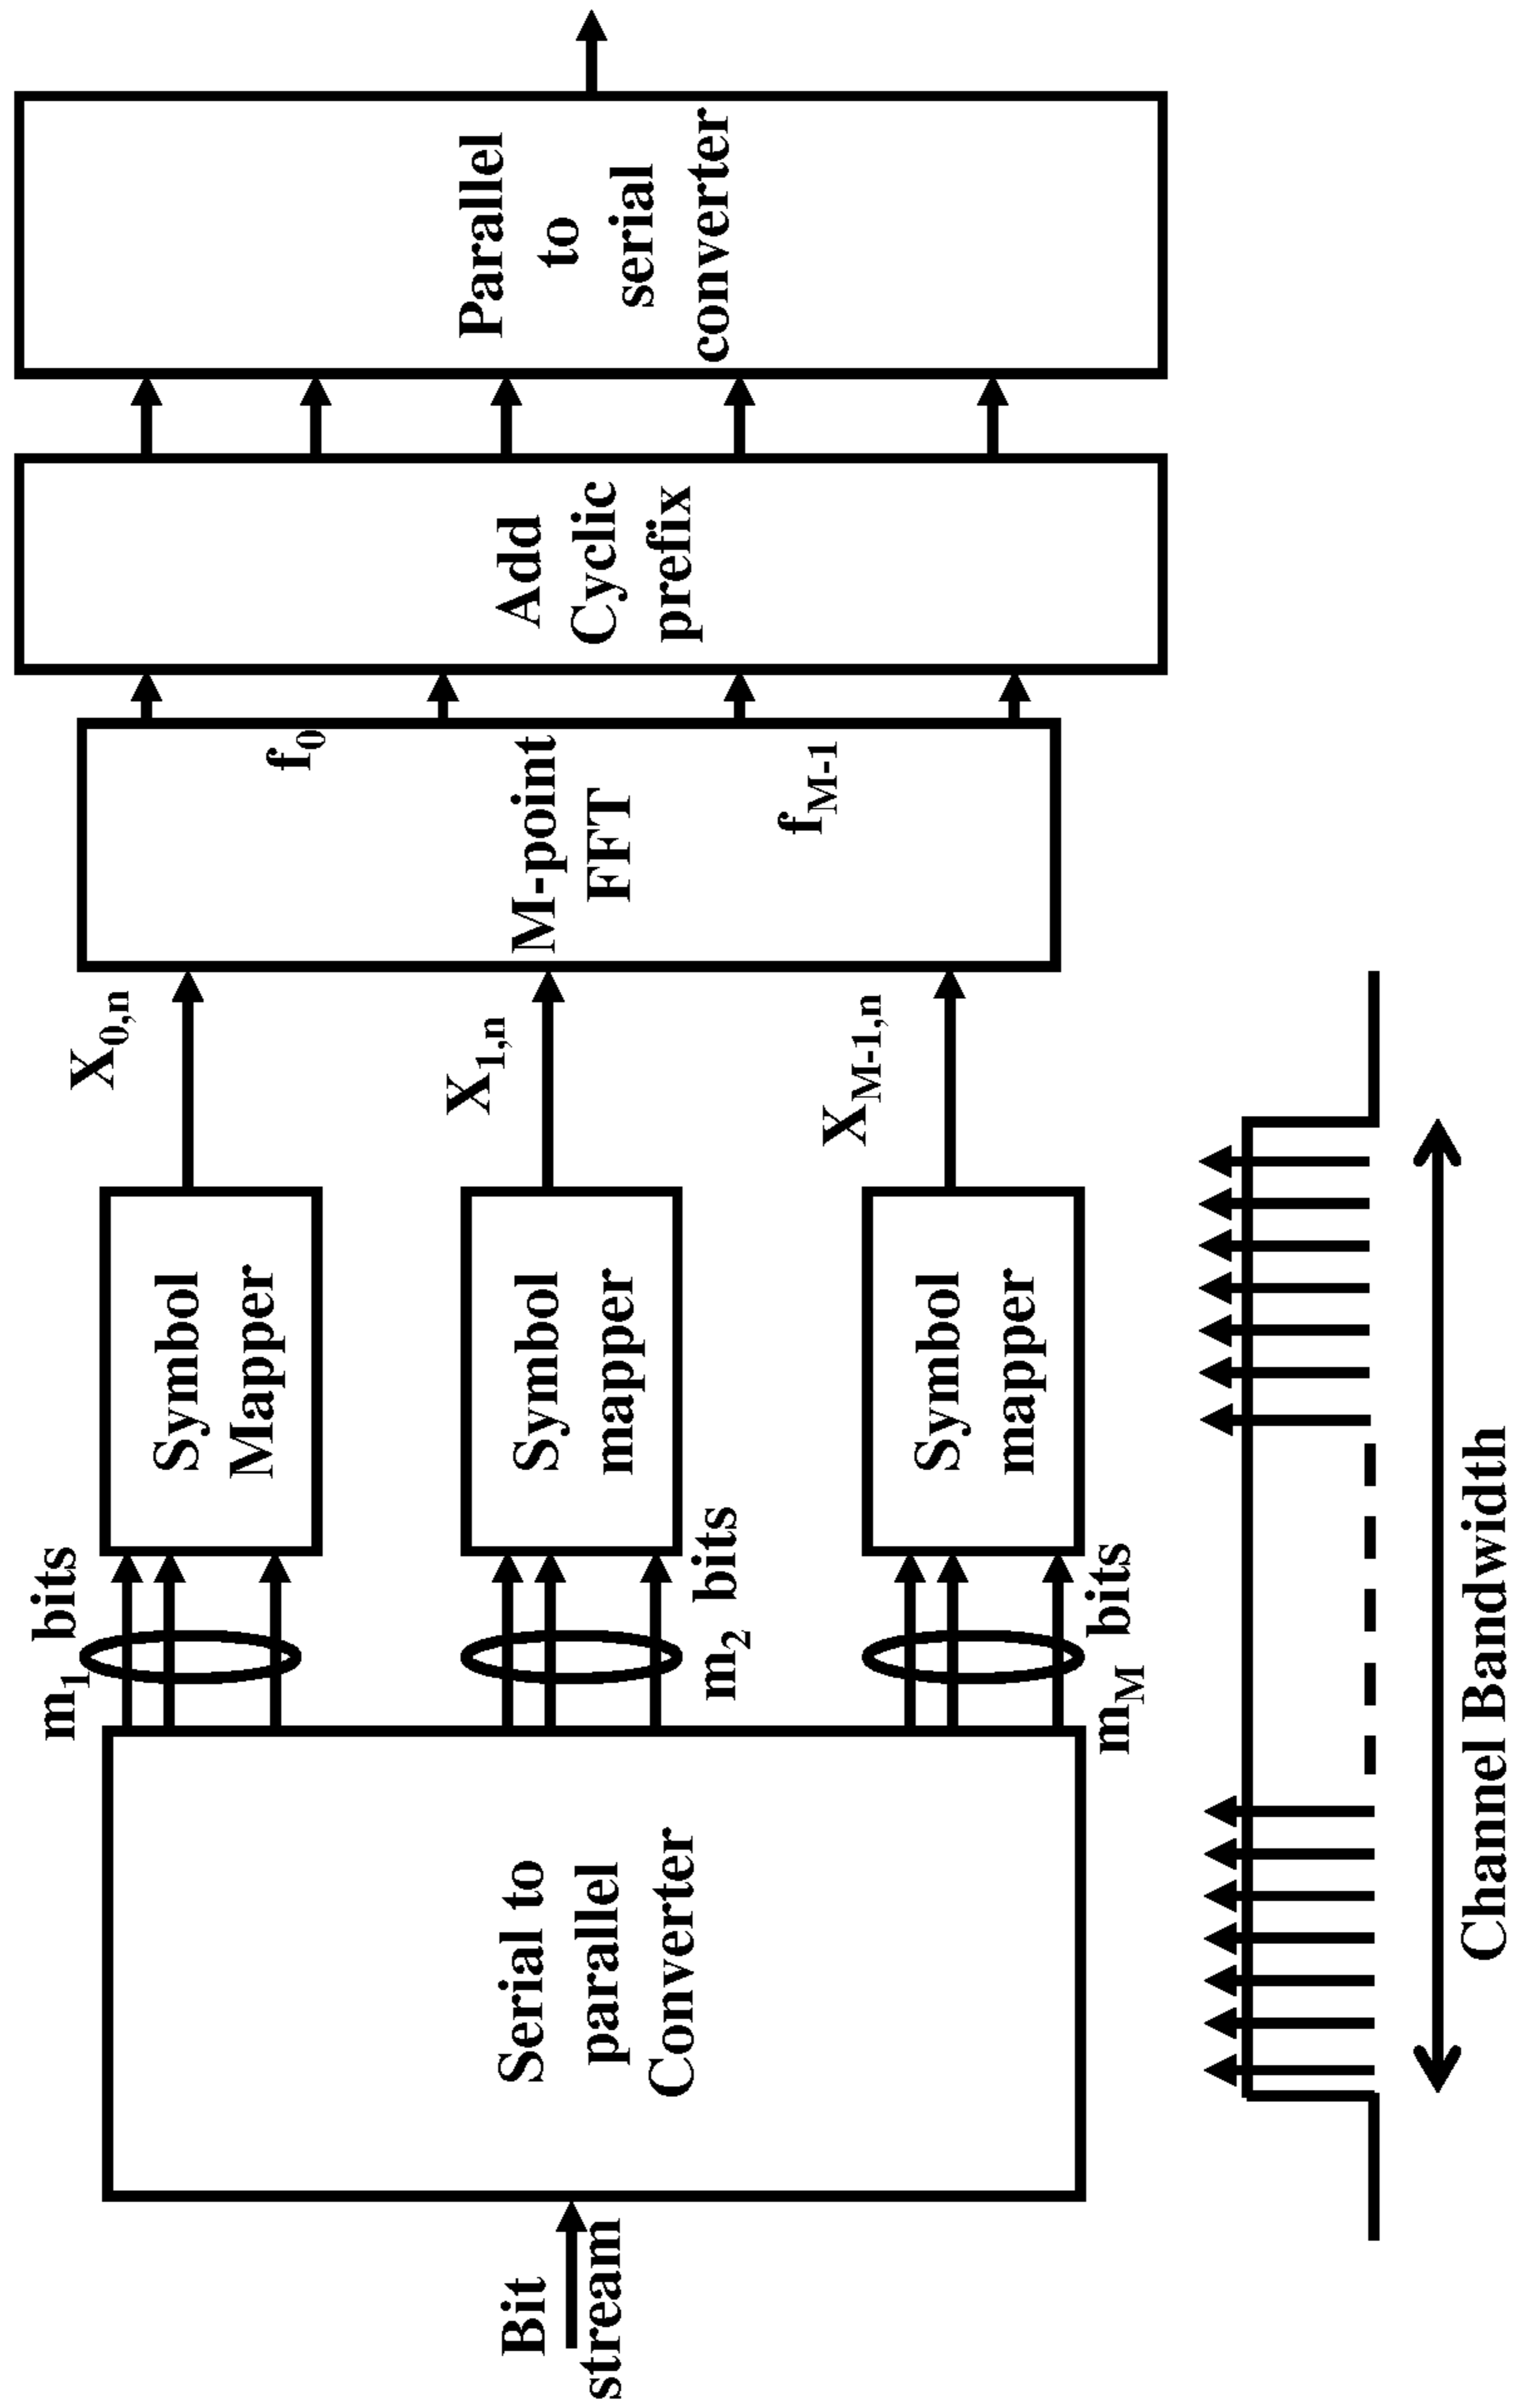 Bit
stream
Serial to
parallel
Converter
m1 bits
m2 bits
mM bits
Symbol
Mapper
Symbol
mapper
Symbol
mapper
X0,n
X1,n
XM-1,n
f0
M-point
FFT
fM-1
Add
Cyclic
prefix
Parallel
to
serial
converter
Channel Bandwidth